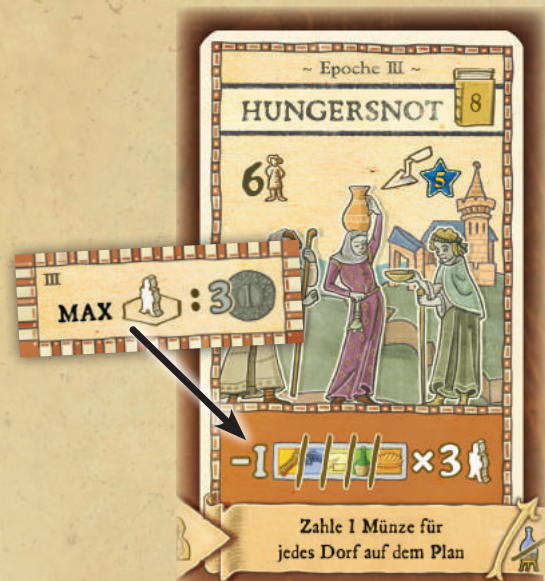 ~ Epoche III ~
HUNGERSNOT
8
6
5
III
MAX : 3 1
-1 ×3
Zahle 1 Münze für
jedes Dorf auf dem Plan